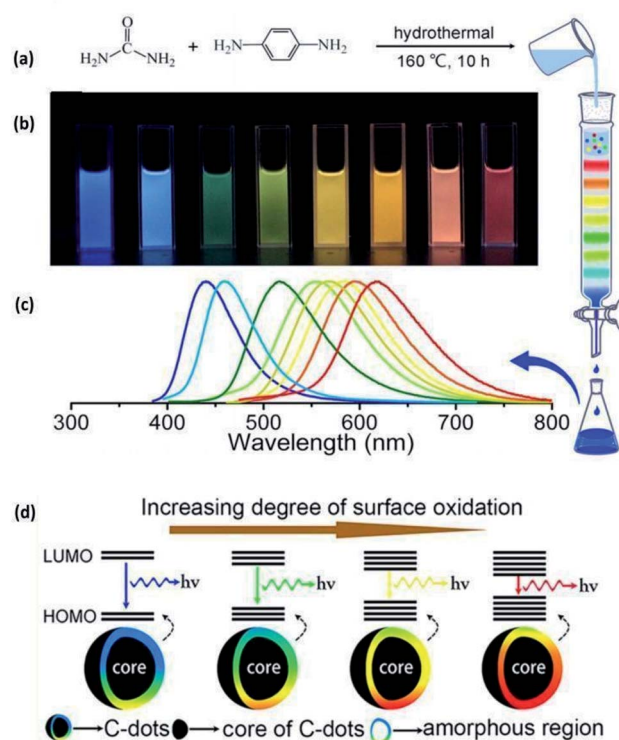 (a)
O
H₂N NH₂
+
H₂N NH₂
hydrothermal
160 ℃, 10 h
(b)
(c)
300 400 500 600 700 800
Wavelength (nm)
(d)
Increasing degree of surface oxidation
LUMO
hν hν hν hν
HOMO
core core core core
C-dots core of C-dots amorphous region